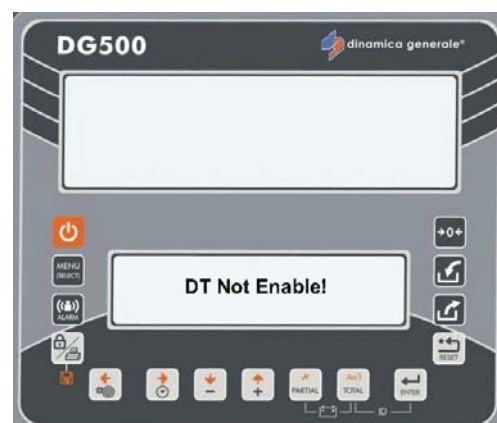 DG500
dinamica generale®
→0←
MENU
(SELECT)
DT Not Enable!
ALARM
RESET
PARTIAL
TOTAL
ENTER
ID